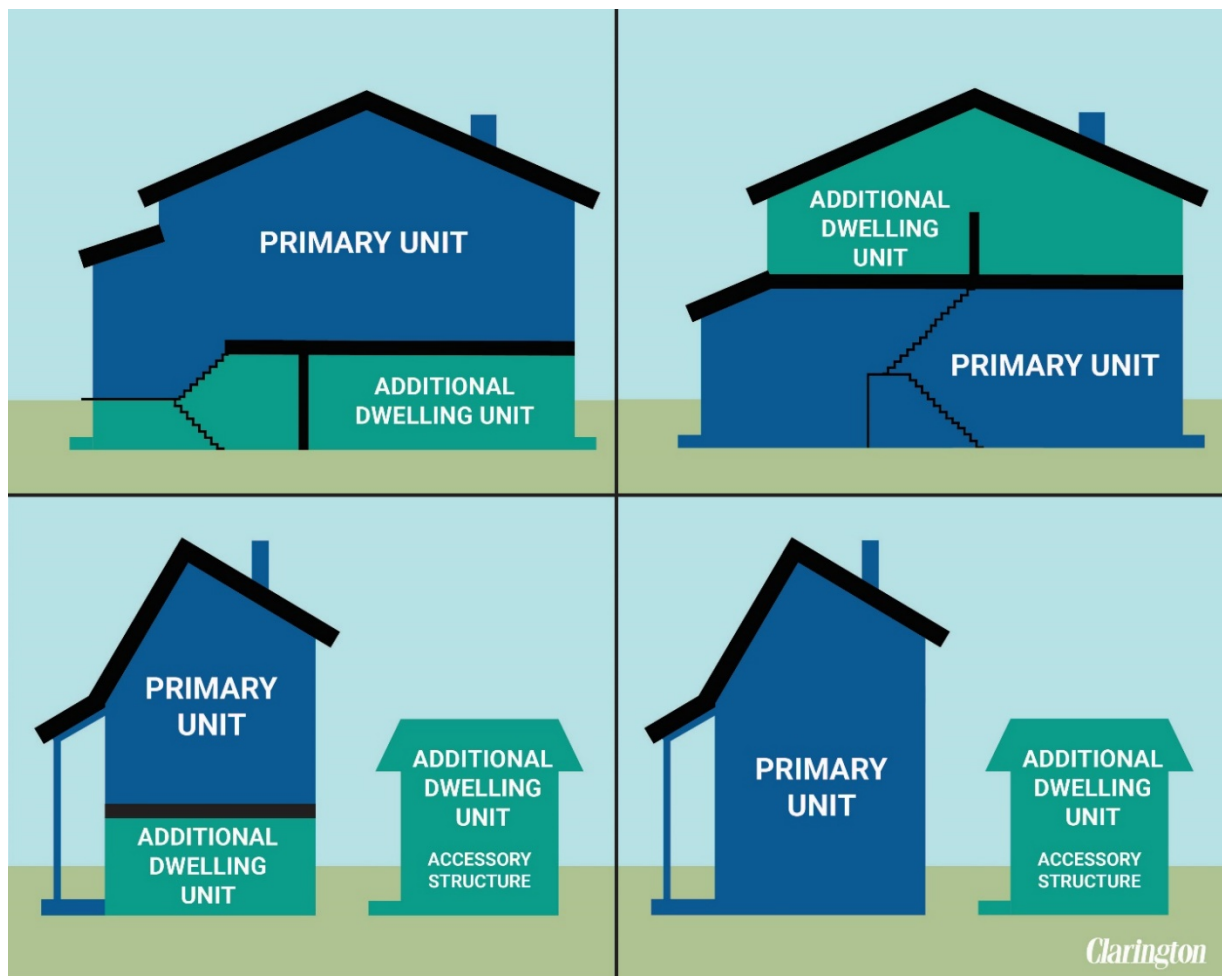 PRIMARY UNIT
ADDITIONAL
DWELLING UNIT
ADDITIONAL
DWELLING
UNIT
PRIMARY UNIT
PRIMARY
UNIT
ADDITIONAL
DWELLING
UNIT
ADDITIONAL
DWELLING
UNIT
ACCESSORY
STRUCTURE
PRIMARY
UNIT
ADDITIONAL
DWELLING
UNIT
ACCESSORY
STRUCTURE
Clarington